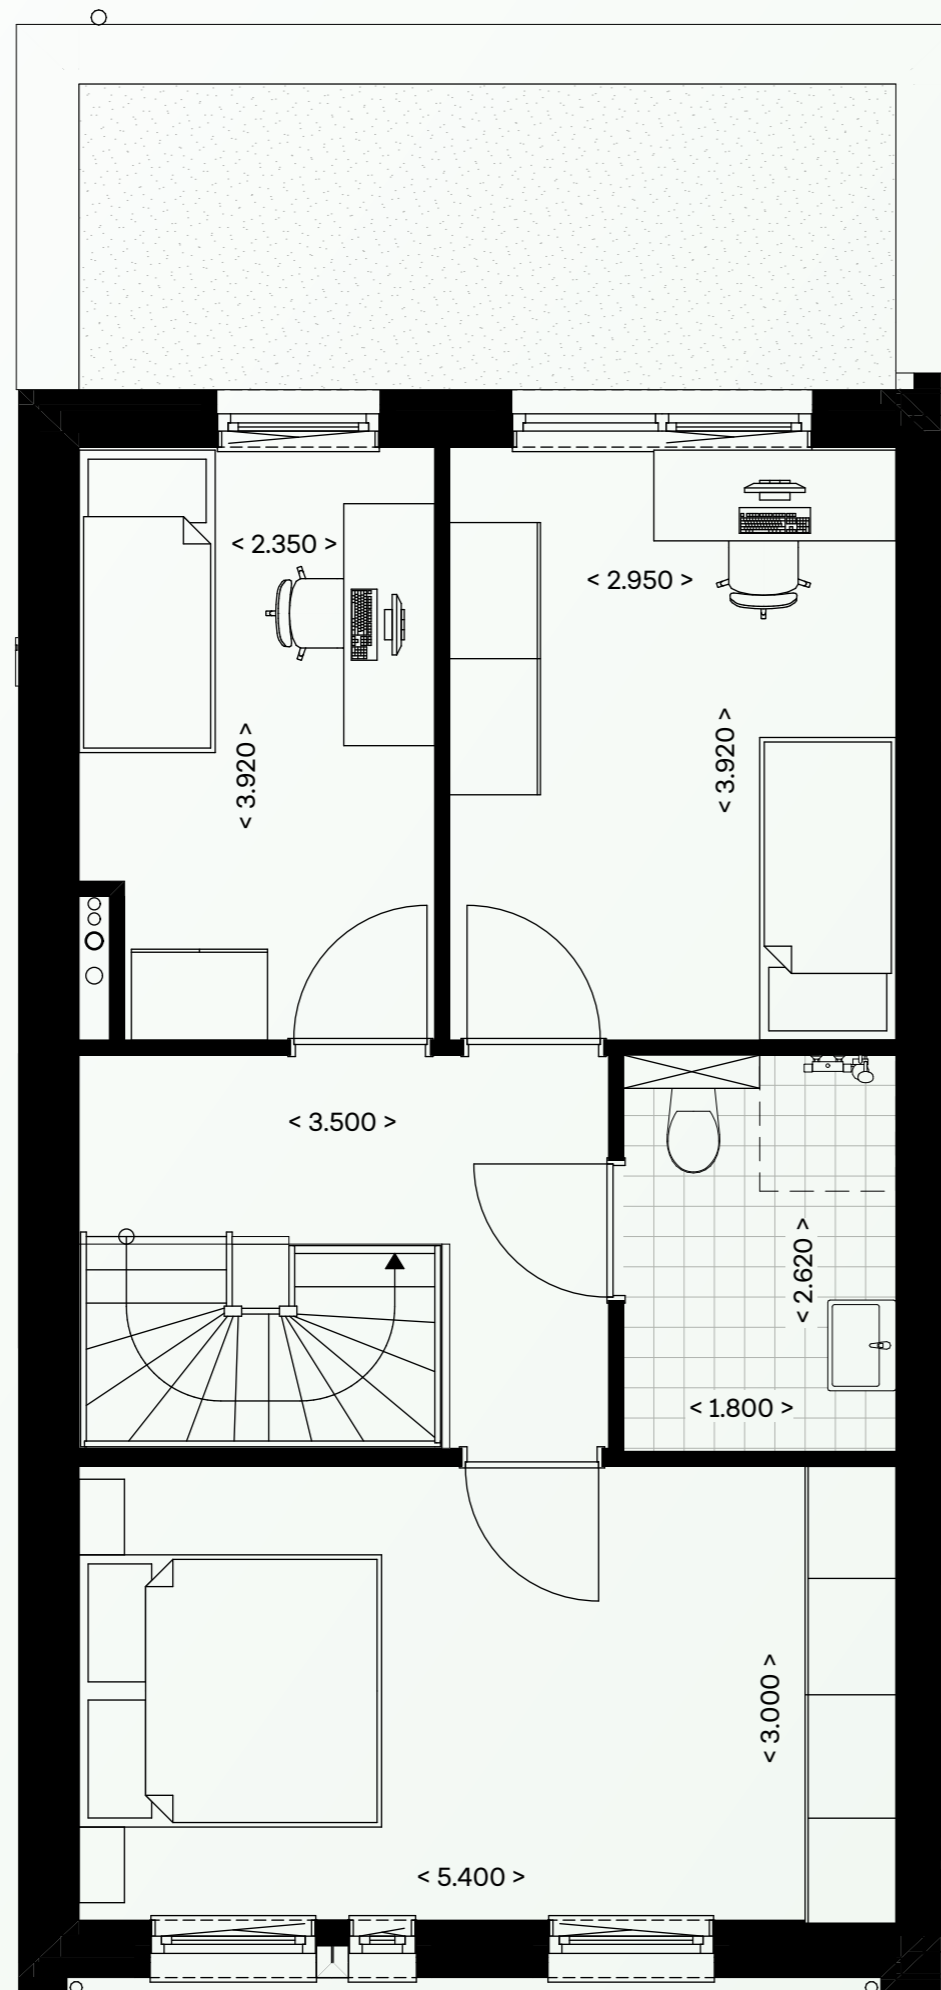 < 2.350 >
< 2.950 >
< 3.920 >
< 3.920 >
< 3.500 >
< 2.620 >
< 1.800 >
< 3.000 >
< 5.400 >